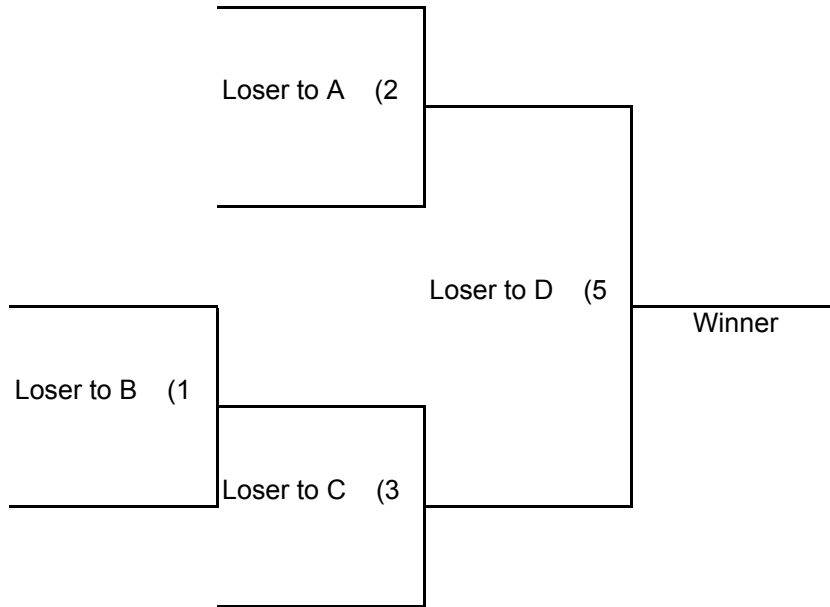 Loser to A (2
Loser to D (5
Winner
Loser to B (1
Loser to C (3